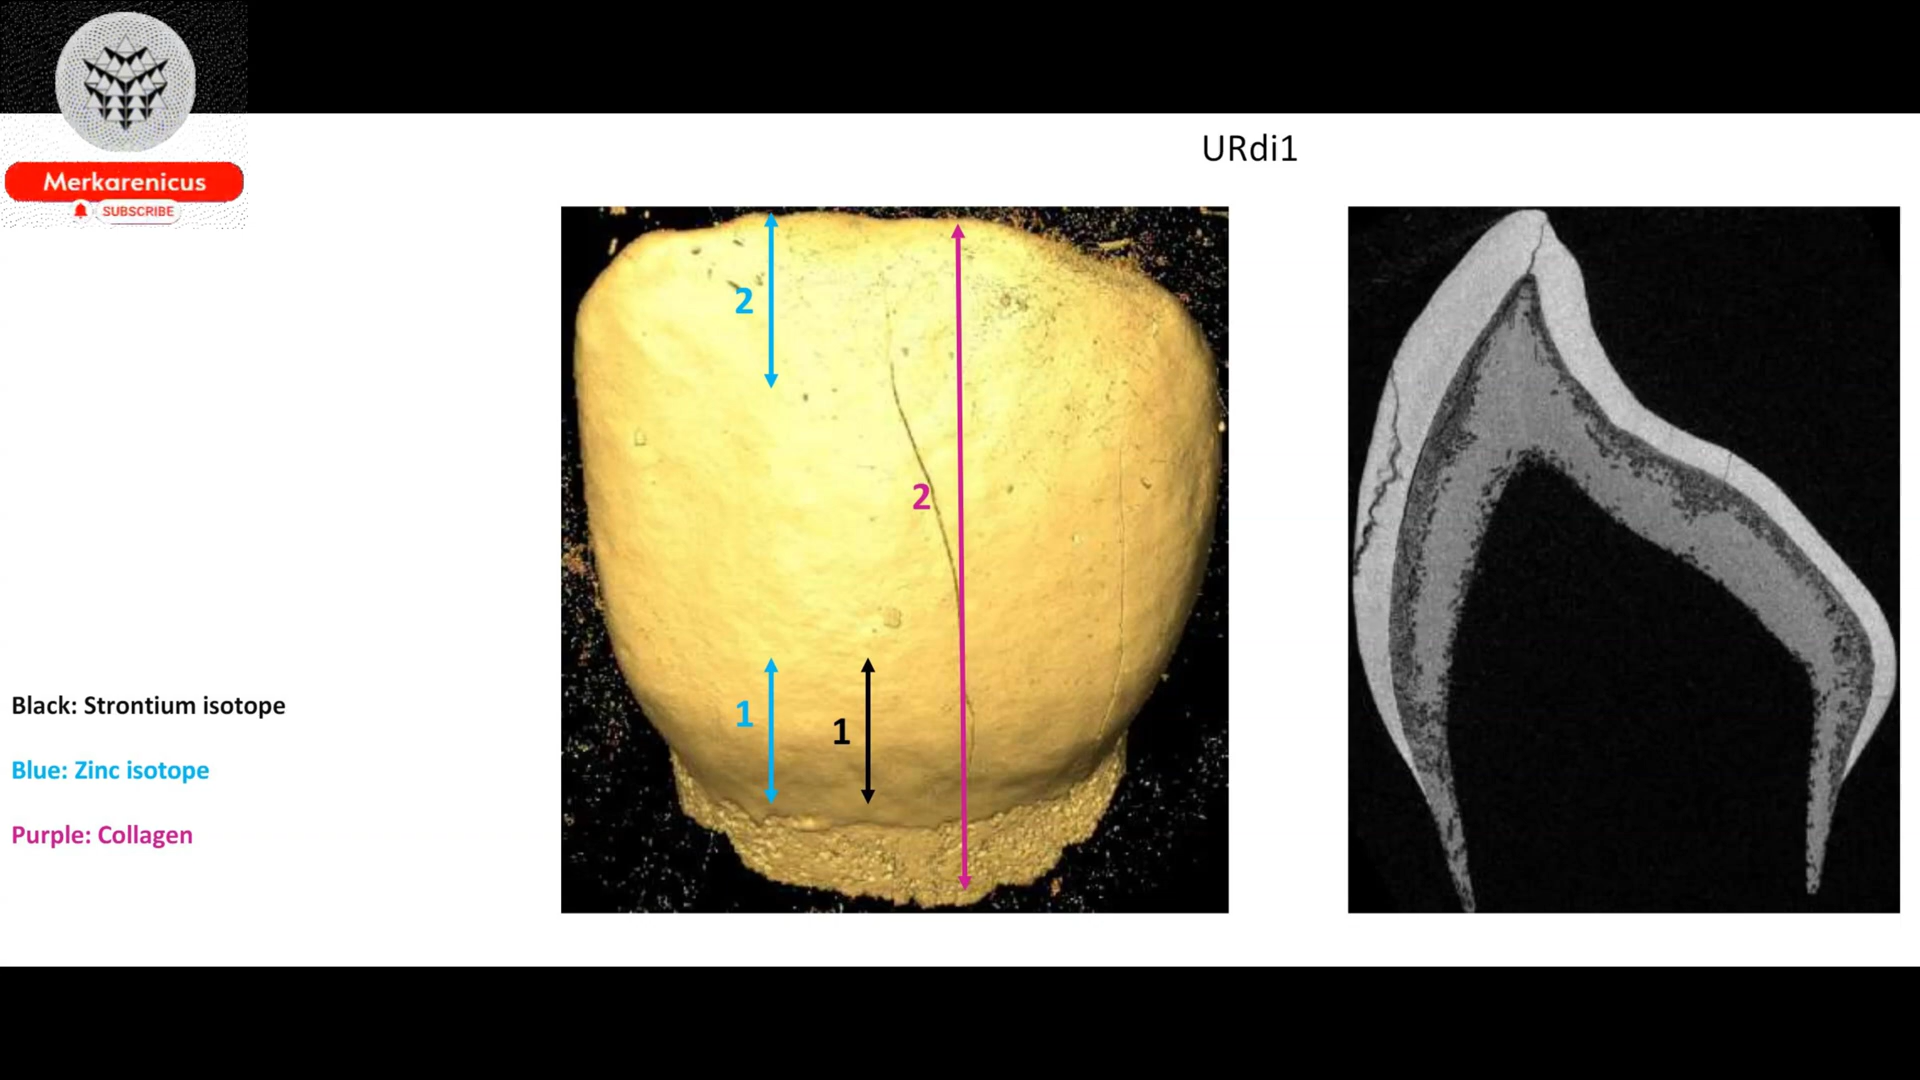 Merkarenicus
SUBSCRIBE
URdi1
2
2
1
1
Black: Strontium isotope
Blue: Zinc isotope
Purple: Collagen